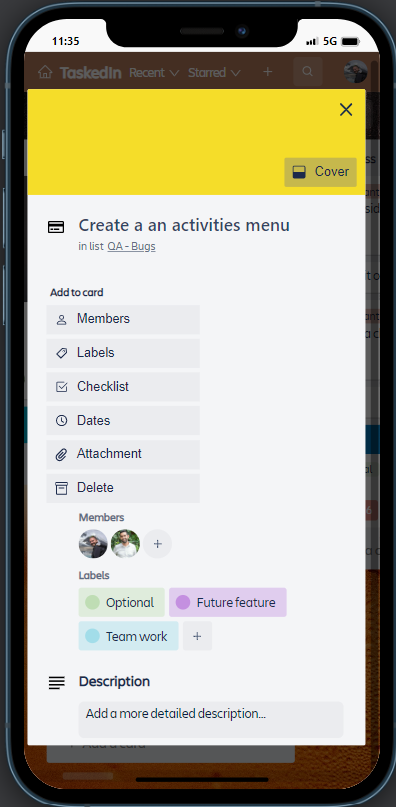 11:35
5G
TaskedIn Recent Starred +
Cover
Create a an activities menu
in list QA - Bugs
Add to card
Members
Labels
Checklist
Dates
Attachment
Delete
Members
+
Labels
Optional Future feature
Team work +
Description
Add a more detailed description...
+ Add a card